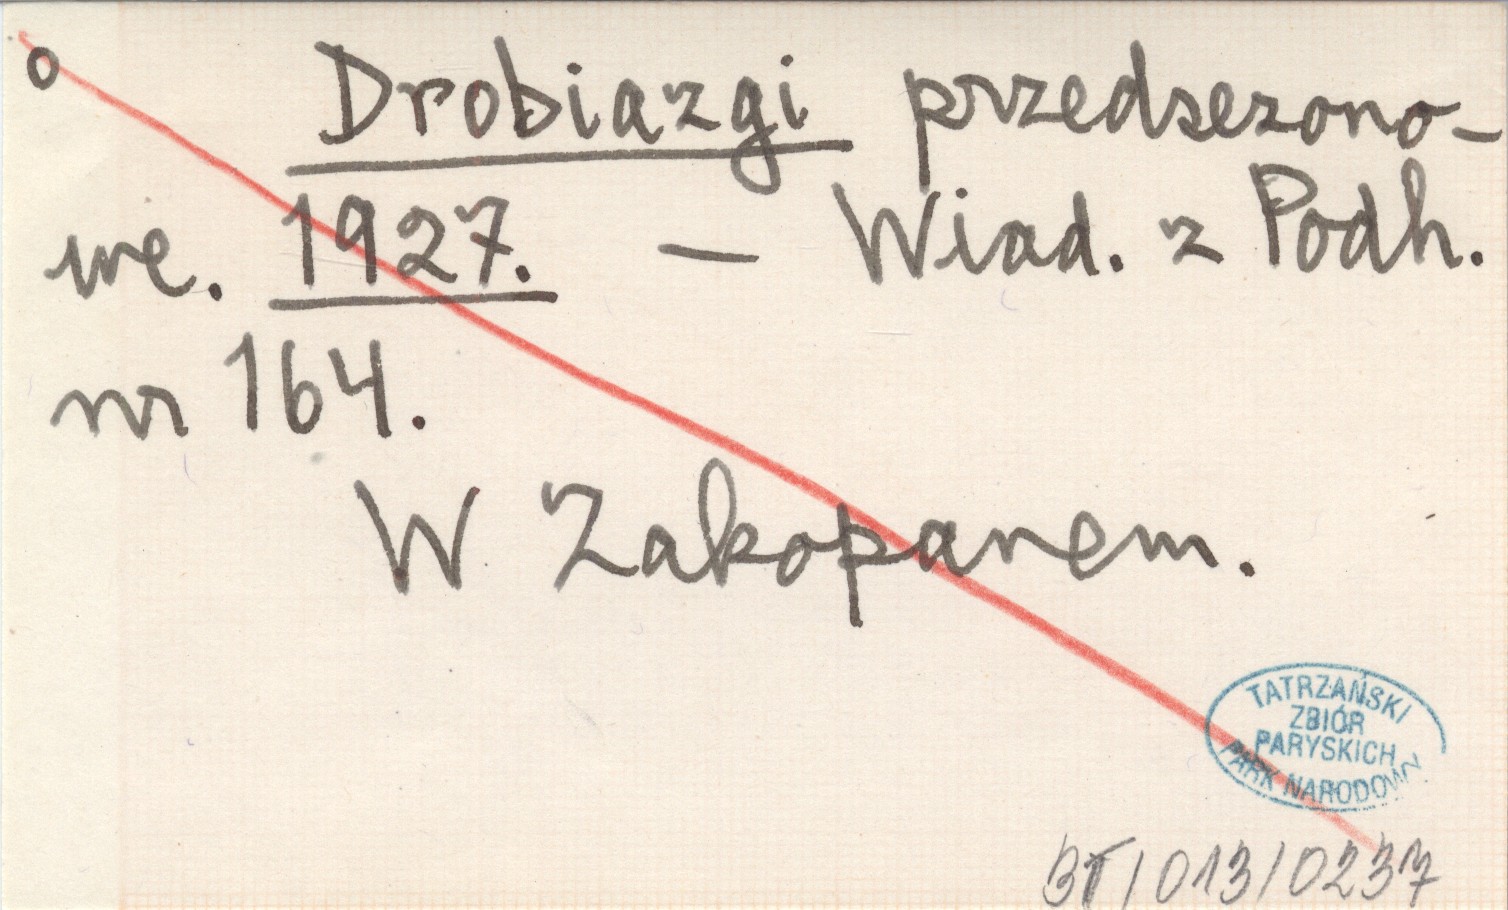 o Drobiazgi przedsezono-
we. 1927. — Wiad. z Podh.
nr 164.
W Zakopanem.
TATRZAŃSKI
ZBIÓR
PARYSKICH
PARK NARODOWY
BT/013/0237